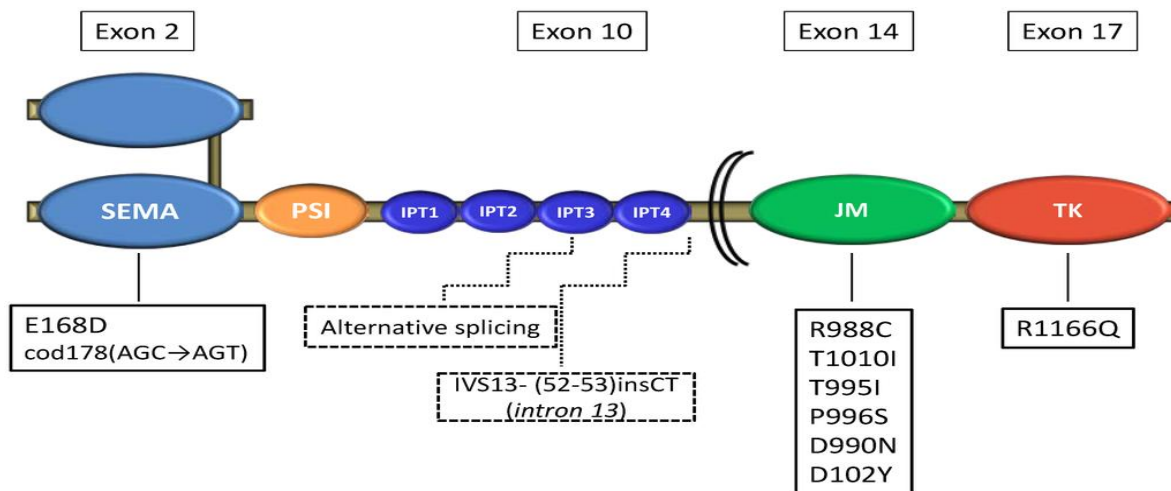 Exon 2
Exon 10
Exon 14
Exon 17
SEMA
PSI
IPT1
IPT2
IPT3
IPT4
JM
TK
E168D
cod178(AGC→AGT)
Alternative splicing
IVS13- (52-53)insCT
(intron 13)
R988C
T1010I
T995I
P996S
D990N
D102Y
R1166Q